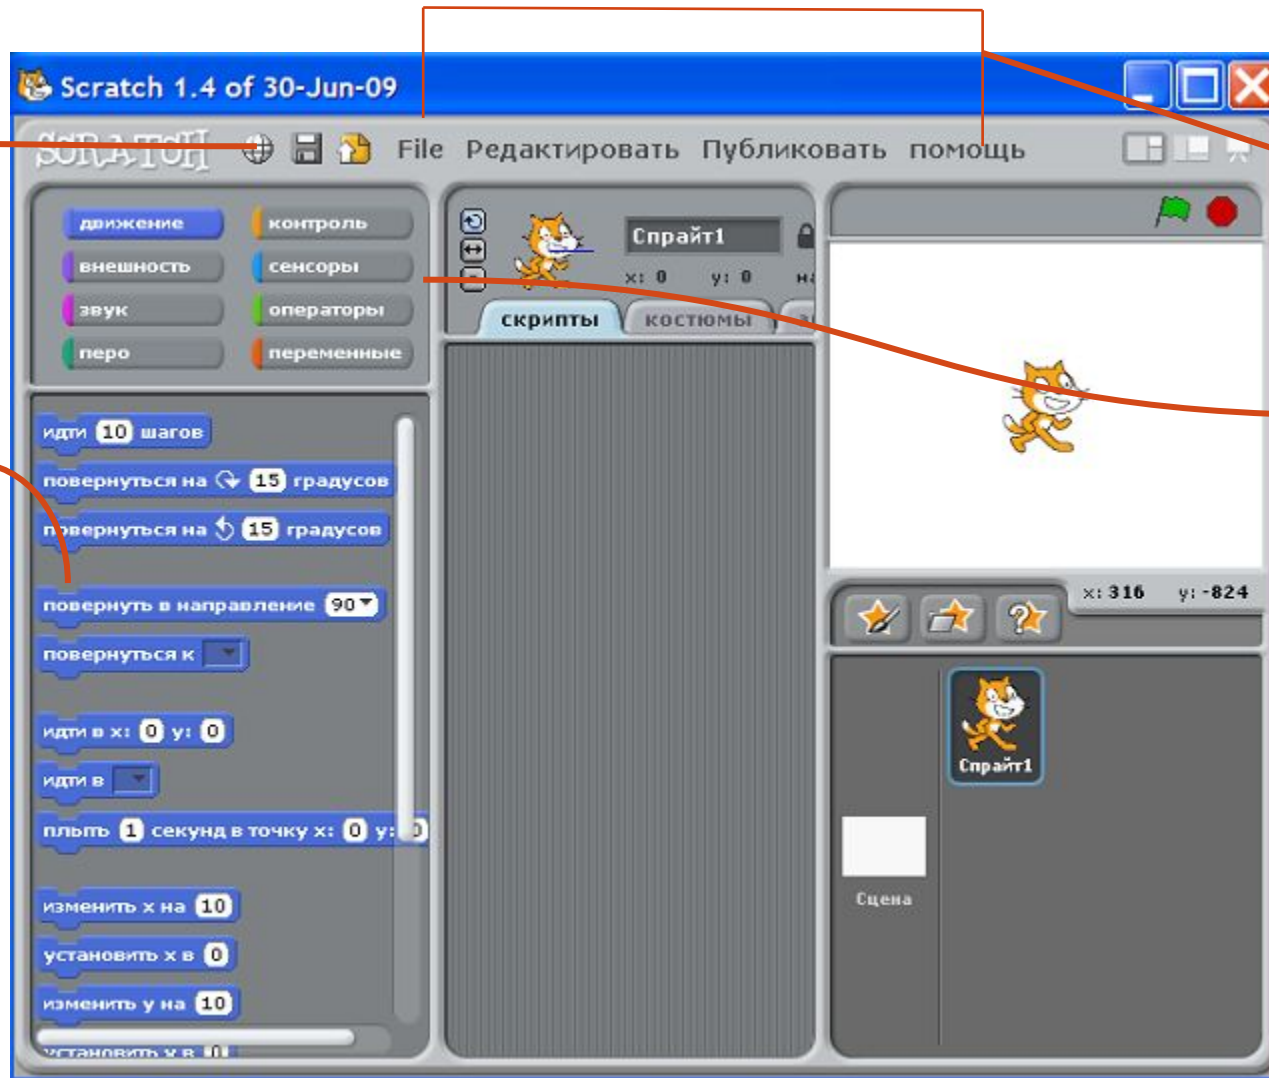 Scratch 1.4 of 30-Jun-09
SCRATCH File Редактировать Публиковать помощь
движение контроль
внешность сенсоры
звук операторы
перо переменные
Спрайт1
x: 0 y: 0
скрипты костюмы
идти 10 шагов
повернуться на 15 градусов
повернуться на 15 градусов
повернуть в направление 90
повернуться к
идти в x: 0 y: 0
идти в
плыть 1 секунд в точку x: 0 y: 0
изменить x на 10
установить x в 0
изменить y на 10
установить y в 0
x: 316 y: -824
Спрайт1
Сцена